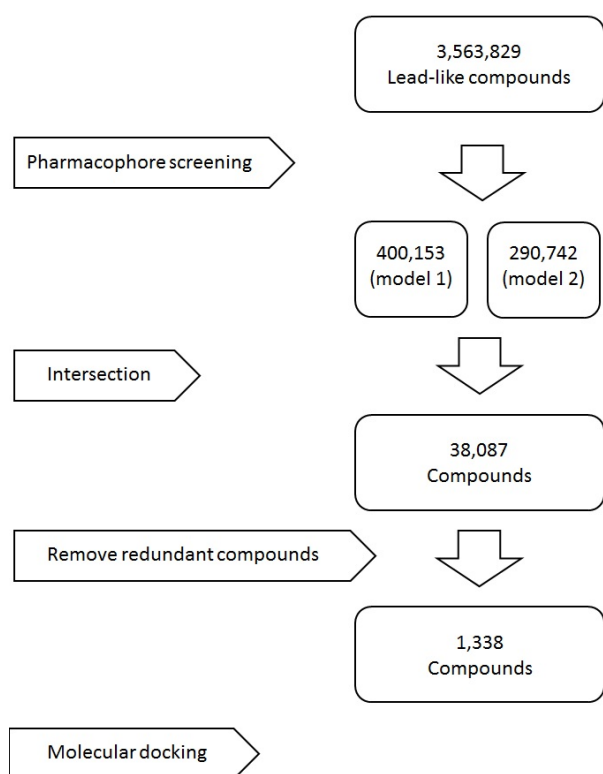 3,563,829
Lead-like compounds
Pharmacophore screening
400,153
(model 1)
290,742
(model 2)
Intersection
38,087
Compounds
Remove redundant compounds
1,338
Compounds
Molecular docking